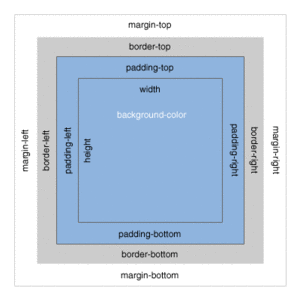 margin-top
border-top
padding-top
width
background-color
margin-left
border-left
padding-left
height
padding-right
border-right
margin-right
padding-bottom
border-bottom
margin-bottom